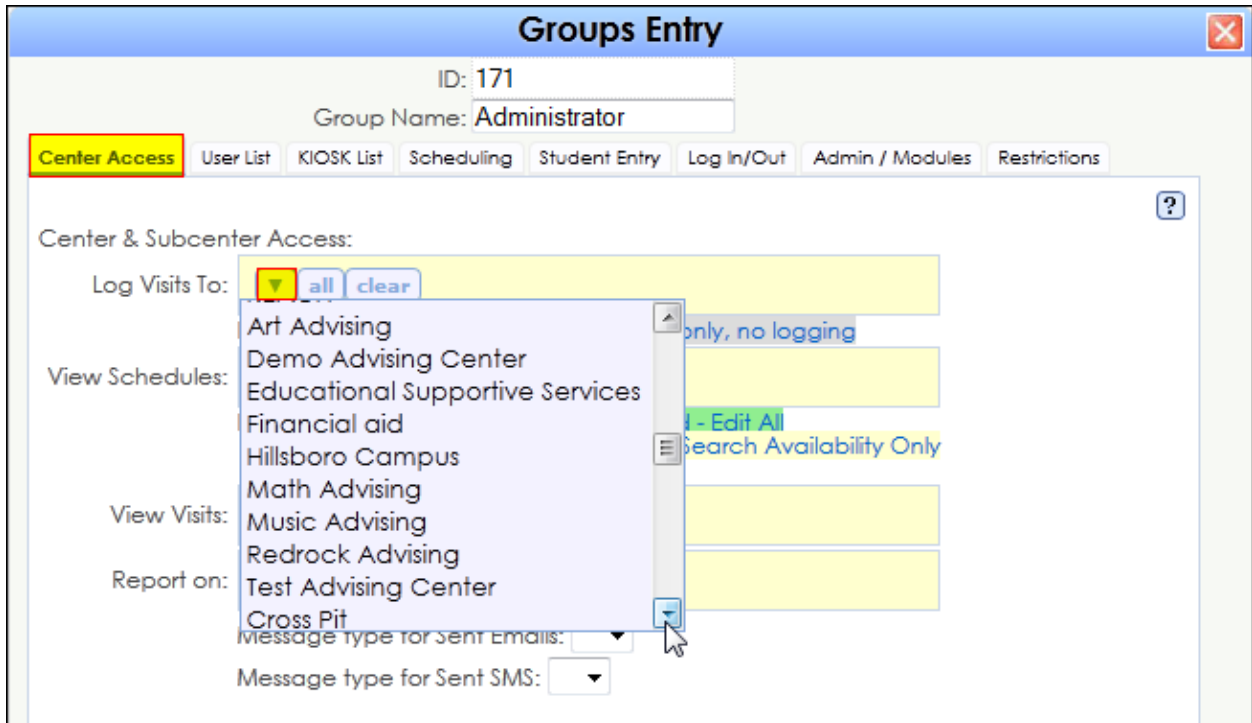 Groups Entry
ID: 171
Group Name: Administrator
Center Access User List KIOSK List Scheduling Student Entry Log In/Out Admin / Modules Restrictions
?
Center & Subcenter Access:
Log Visits To: ▼ all clear
Art Advising
only, no logging
Demo Advising Center
View Schedules:
Educational Supportive Services
Financial aid
- Edit All
Search Availability Only
Hillsboro Campus
Math Advising
View Visits:
Music Advising
Redrock Advising
Report on:
Test Advising Center
Cross Pit
Message type for Sent Emails:
Message type for Sent SMS: